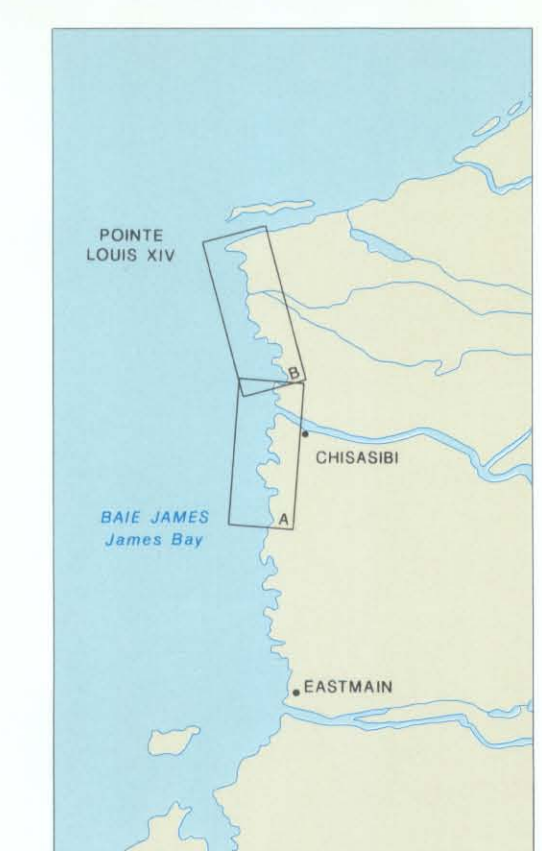 POINTE
LOUIS XIV
B
CHISASIBI
BAIE JAMES
James Bay
A
EASTMAIN